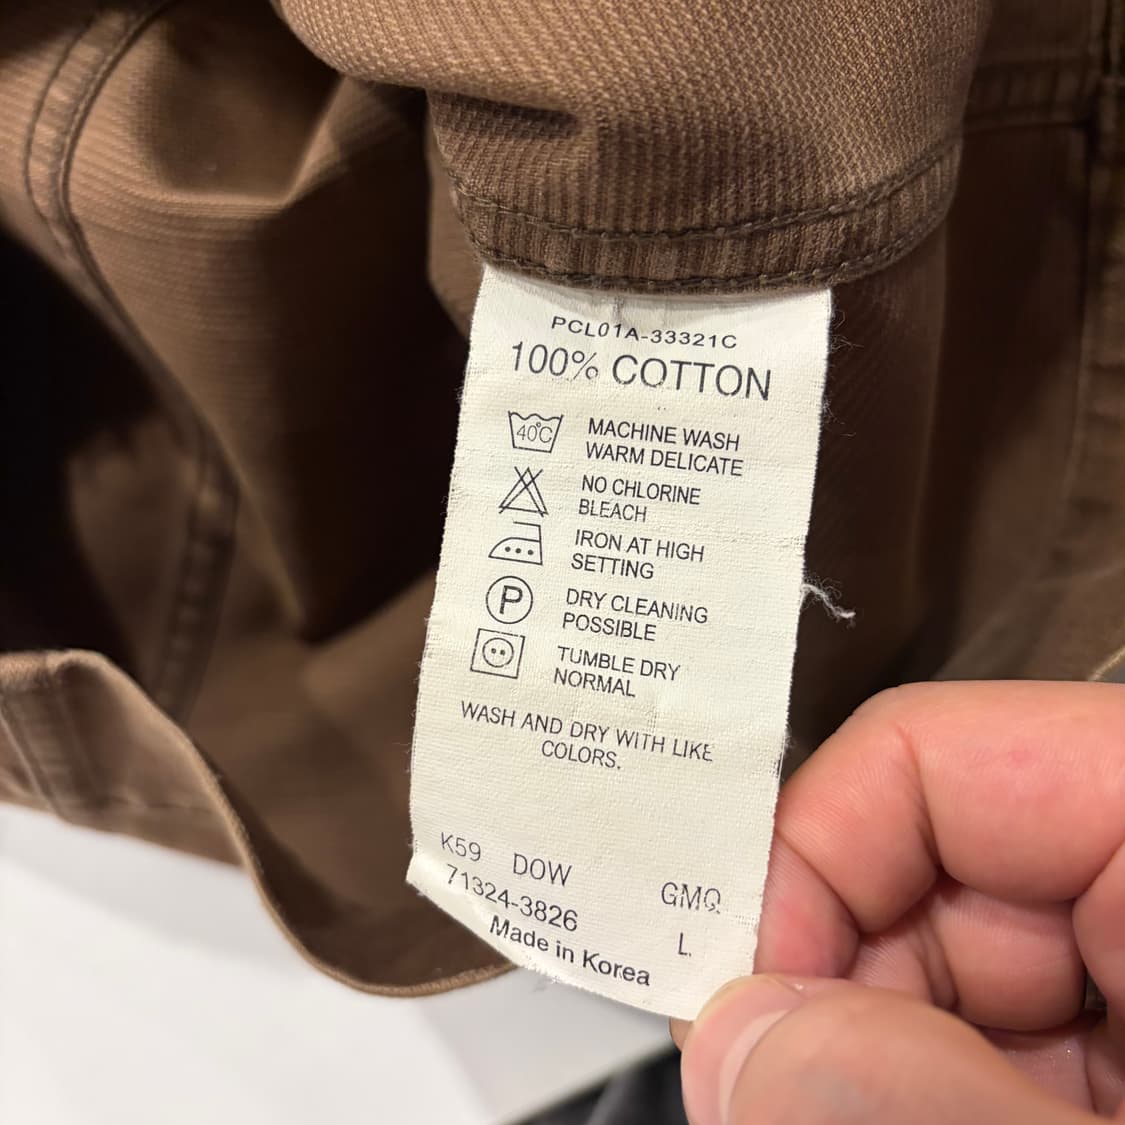 PCL01A-33321C
100% COTTON
40°C
MACHINE WASH
WARM DELICATE
NO CHLORINE
BLEACH
IRON AT HIGH
SETTING
P
DRY CLEANING
POSSIBLE
TUMBLE DRY
NORMAL
WASH AND DRY WITH LIKE
COLORS.
K59 DOW GMQ
71324-3826 L.
Made in Korea